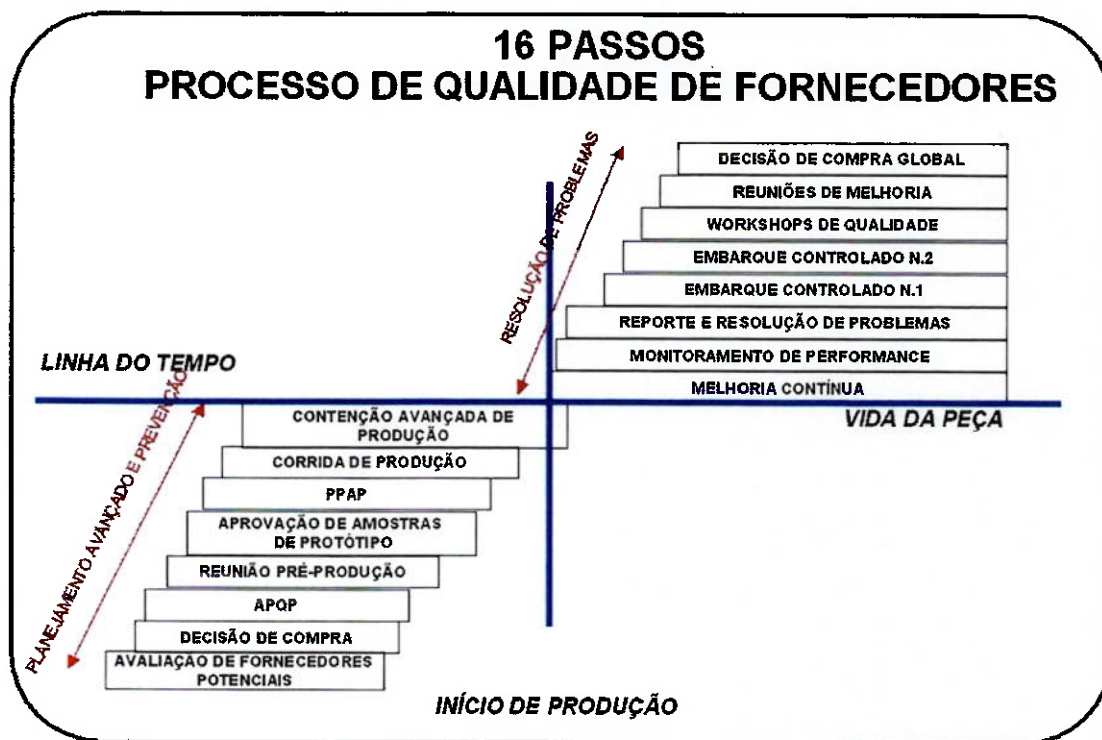 16 PASSOS
PROCESSO DE QUALIDADE DE FORNECEDORES
RESOLUÇÃO DE PROBLEMAS
DECISÃO DE COMPRA GLOBAL
REUNIÕES DE MELHORIA
WORKSHOPS DE QUALIDADE
EMBARQUE CONTROLADO N.2
EMBARQUE CONTROLADO N.1
REPORTE E RESOLUÇÃO DE PROBLEMAS
MONITORAMENTO DE PERFORMANCE
MELHORIA CONTÍNUA
LINHA DO TEMPO
VIDA DA PEÇA
PLANEJAMENTO AVANÇADO E PREVENÇÃO
CONTENÇÃO AVANÇADA DE
PRODUÇÃO
CORRIDA DE PRODUÇÃO
PPAP
APROVAÇÃO DE AMOSTRAS
DE PROTÓTIPO
REUNIÃO PRÉ-PRODUÇÃO
APQP
DECISÃO DE COMPRA
AVALIAÇÃO DE FORNECEDORES
POTENCIAIS
INÍCIO DE PRODUÇÃO